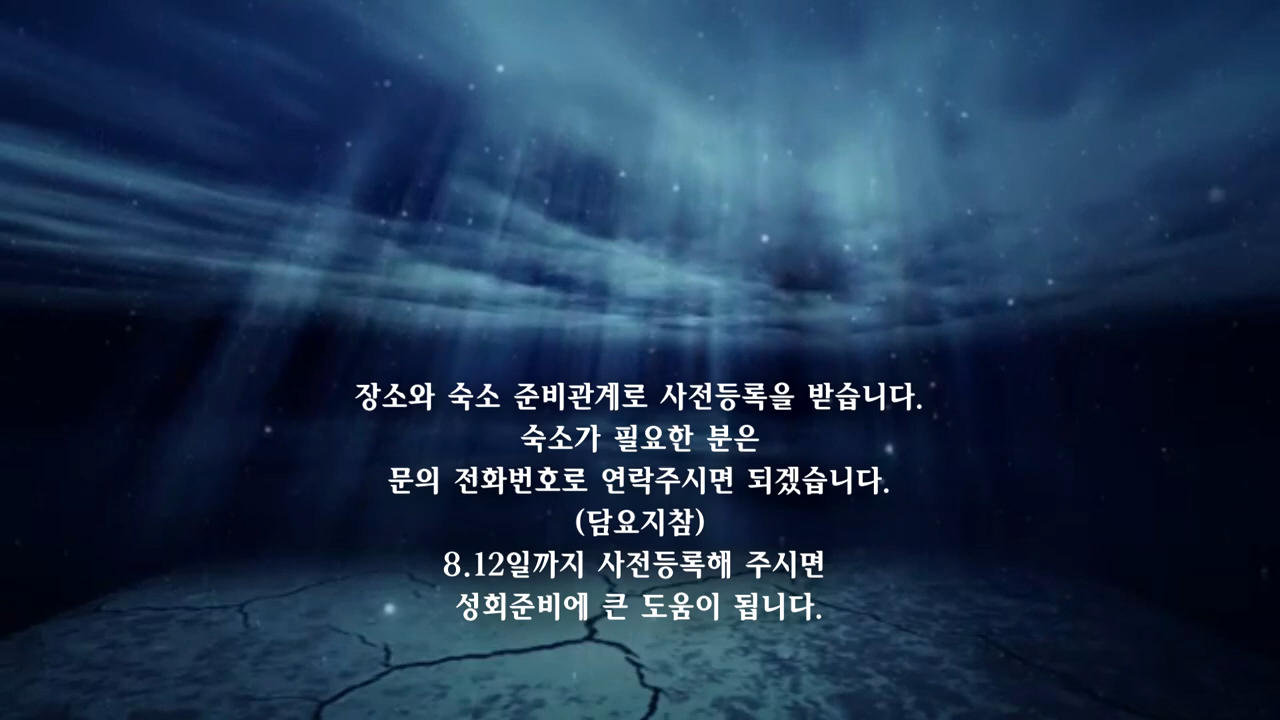 장소와 숙소 준비관계로 사전등록을 받습니다.
숙소가 필요한 분은
문의 전화번호로 연락주시면 되겠습니다.
(담요지참)
8.12일까지 사전등록해 주시면
성회준비에 큰 도움이 됩니다.